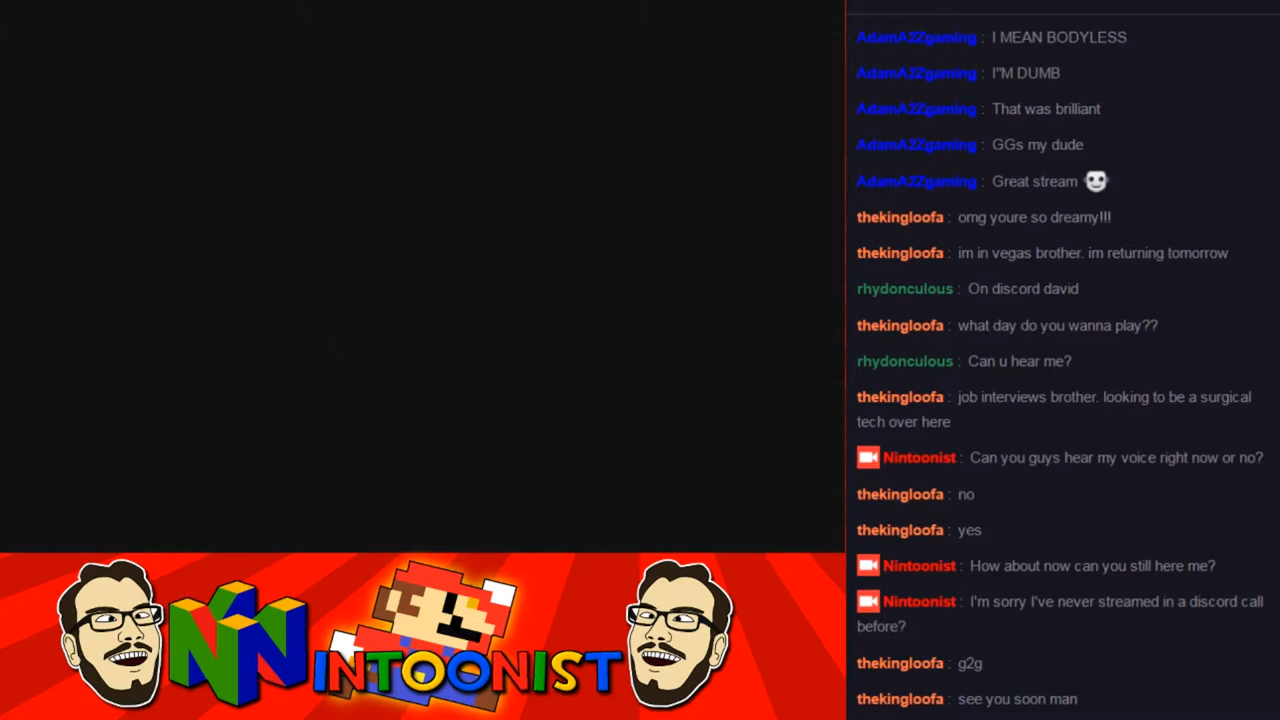 AdamA2Zgaming : I MEAN BODYLESS
AdamA2Zgaming : I"M DUMB
AdamA2Zgaming : That was brilliant
AdamA2Zgaming : GGs my dude
AdamA2Zgaming : Great stream
thekingloofa : omg youre so dreamy!!!
thekingloofa : im in vegas brother. im returning tomorrow
rhydonculous : On discord david
thekingloofa : what day do you wanna play??
rhydonculous : Can u hear me?
thekingloofa : job interviews brother. looking to be a surgical
tech over here
Nintoonist : Can you guys hear my voice right now or no?
thekingloofa : no
thekingloofa : yes
Nintoonist : How about now can you still here me?
Nintoonist : I'm sorry I've never streamed in a discord call
before?
thekingloofa : g2g
thekingloofa : see you soon man
NINTOONIST